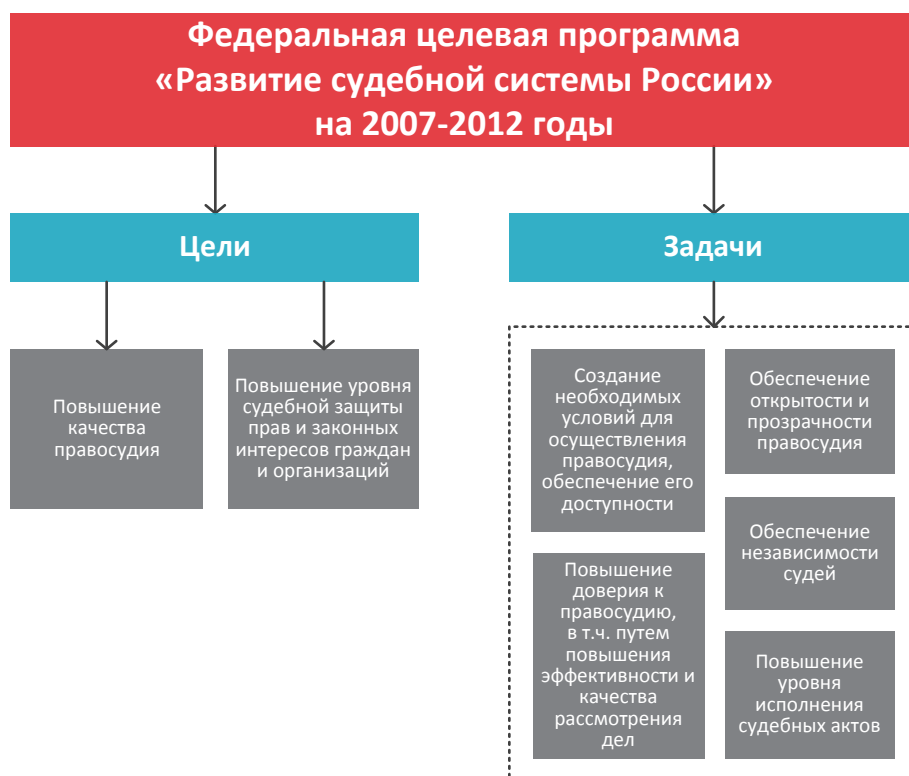 Федеральная целевая программа
«Развитие судебной системы России»
на 2007-2012 годы
Цели
Задачи
Повышение
качества
правосудия
Повышение уровня
судебной защиты
прав и законных
интересов граждан
и организаций
Создание
необходимых
условий для
осуществления
правосудия,
обеспечение его
доступности
Повышение
доверия к
правосудию,
в т.ч. путем
повышения
эффективности и
качества
рассмотрения
дел
Обеспечение
открытости и
прозрачности
правосудия
Обеспечение
независимости
судей
Повышение
уровня
исполнения
судебных актов